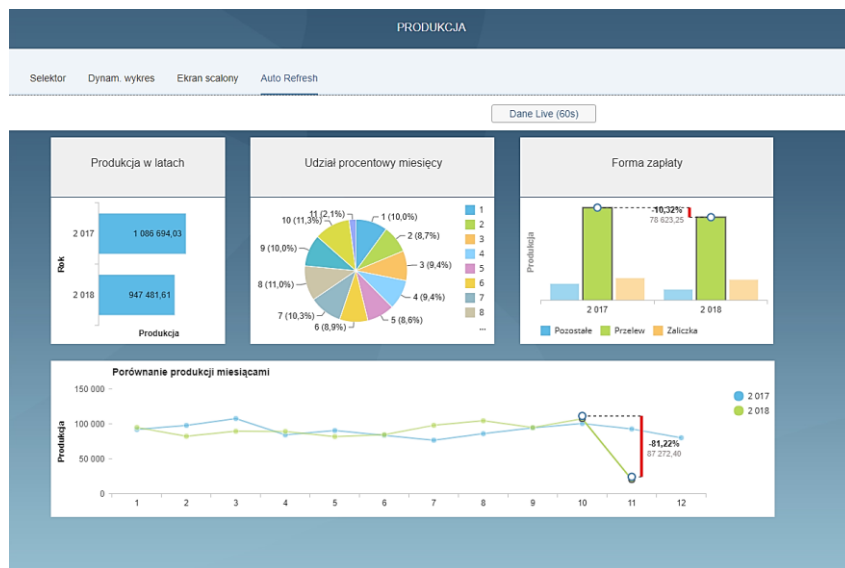 PRODUKCJA
Selektor
Dynam. wykres
Ekran scalony
Auto Refresh
Dane Live (60s)
Produkcja w latach
Rok
2 017
1 086 694,03
2 018
947 481,61
Produkcja
Udział procentowy miesięcy
11 (2,1%)
1 (10,0%)
10 (11,3%)
2 (8,7%)
9 (10,0%)
3 (9,4%)
8 (11,0%)
4 (9,4%)
7 (10,3%)
5 (8,6%)
6 (8,9%)
1
2
3
4
5
6
7
8
...
Forma zapłaty
Produkcja
-10,32%
78 623,25
2 017
2 018
Pozostałe
Przelew
Zaliczka
Porównanie produkcji miesiącami
Produkcja
150 000
100 000
50 000
0
1
2
3
4
5
6
7
8
9
10
11
12
-81,22%
87 272,40
2 017
2 018